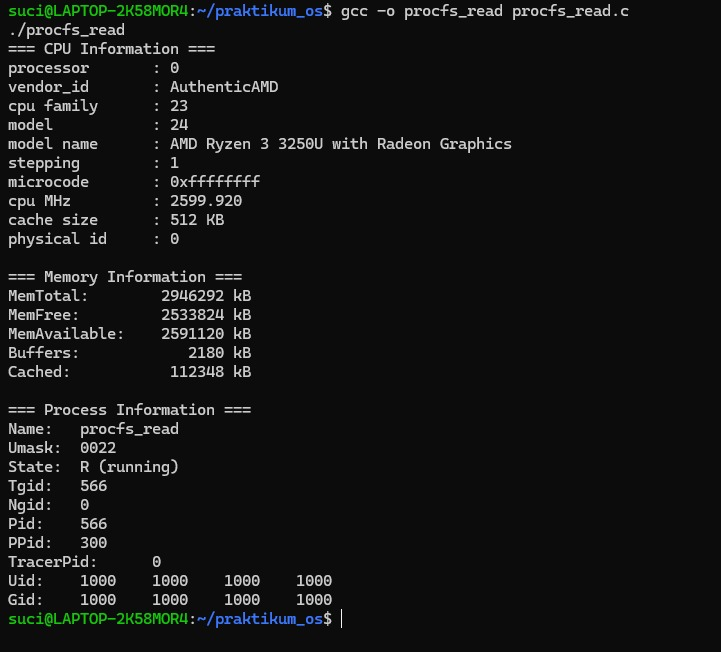 suci@LAPTOP-2K58MOR4:~/praktikum_os$ gcc -o procfs_read procfs_read.c
./procfs_read
=== CPU Information ===
processor       : 0
vendor_id       : AuthenticAMD
cpu family      : 23
model           : 24
model name      : AMD Ryzen 3 3250U with Radeon Graphics
stepping        : 1
microcode       : 0xffffffff
cpu MHz         : 2599.920
cache size      : 512 KB
physical id     : 0

=== Memory Information ===
MemTotal:        2946292 kB
MemFree:         2533824 kB
MemAvailable:    2591120 kB
Buffers:            2180 kB
Cached:           112348 kB

=== Process Information ===
Name:   procfs_read
Umask:  0022
State:  R (running)
Tgid:   566
Ngid:   0
Pid:    566
PPid:   300
TracerPid:      0
Uid:    1000    1000    1000    1000
Gid:    1000    1000    1000    1000
suci@LAPTOP-2K58MOR4:~/praktikum_os$